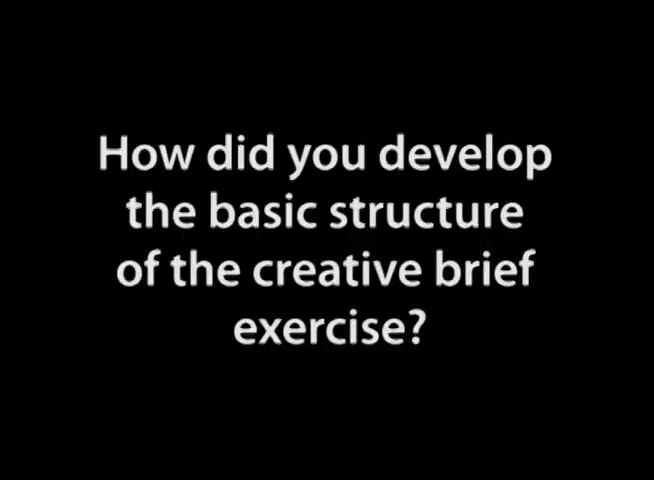 How did you develop
the basic structure
of the creative brief
exercise?